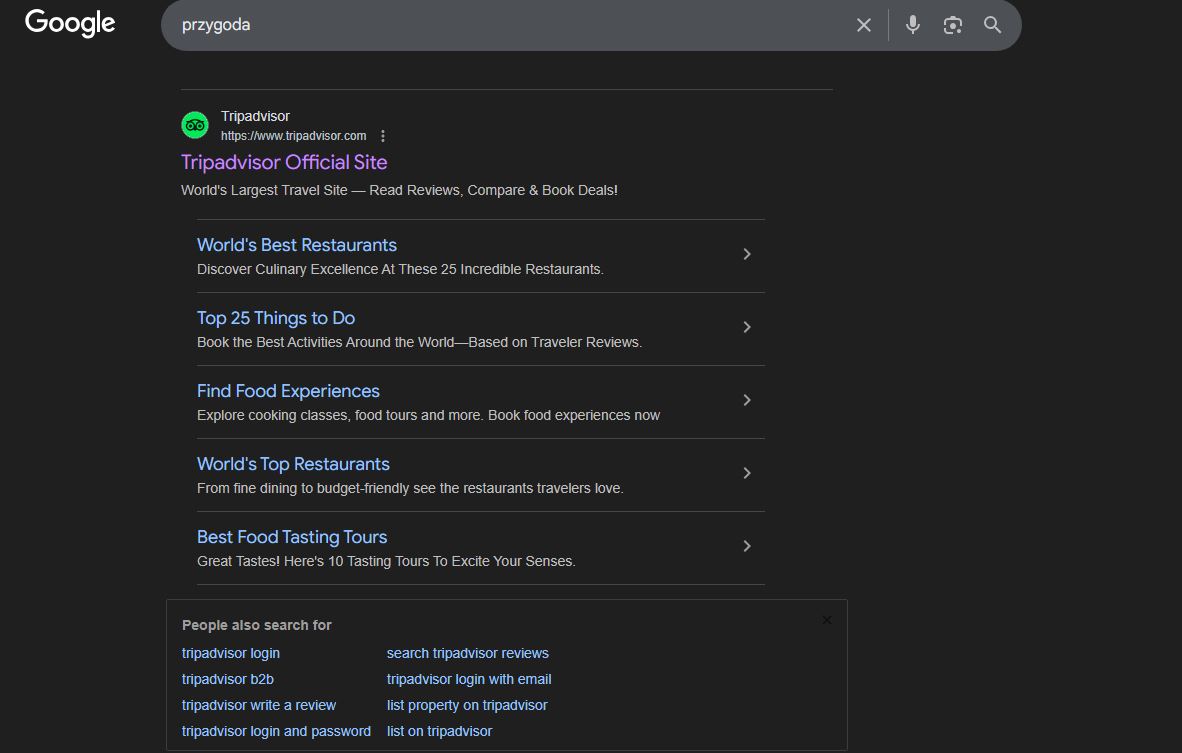 Google
przygoda
Tripadvisor
https://www.tripadvisor.com
Tripadvisor Official Site
World's Largest Travel Site — Read Reviews, Compare & Book Deals!
World's Best Restaurants
Discover Culinary Excellence At These 25 Incredible Restaurants.
Top 25 Things to Do
Book the Best Activities Around the World—Based on Traveler Reviews.
Find Food Experiences
Explore cooking classes, food tours and more. Book food experiences now
World's Top Restaurants
From fine dining to budget-friendly see the restaurants travelers love.
Best Food Tasting Tours
Great Tastes! Here's 10 Tasting Tours To Excite Your Senses.
People also search for
tripadvisor login
search tripadvisor reviews
tripadvisor b2b
tripadvisor login with email
tripadvisor write a review
list property on tripadvisor
tripadvisor login and password
list on tripadvisor